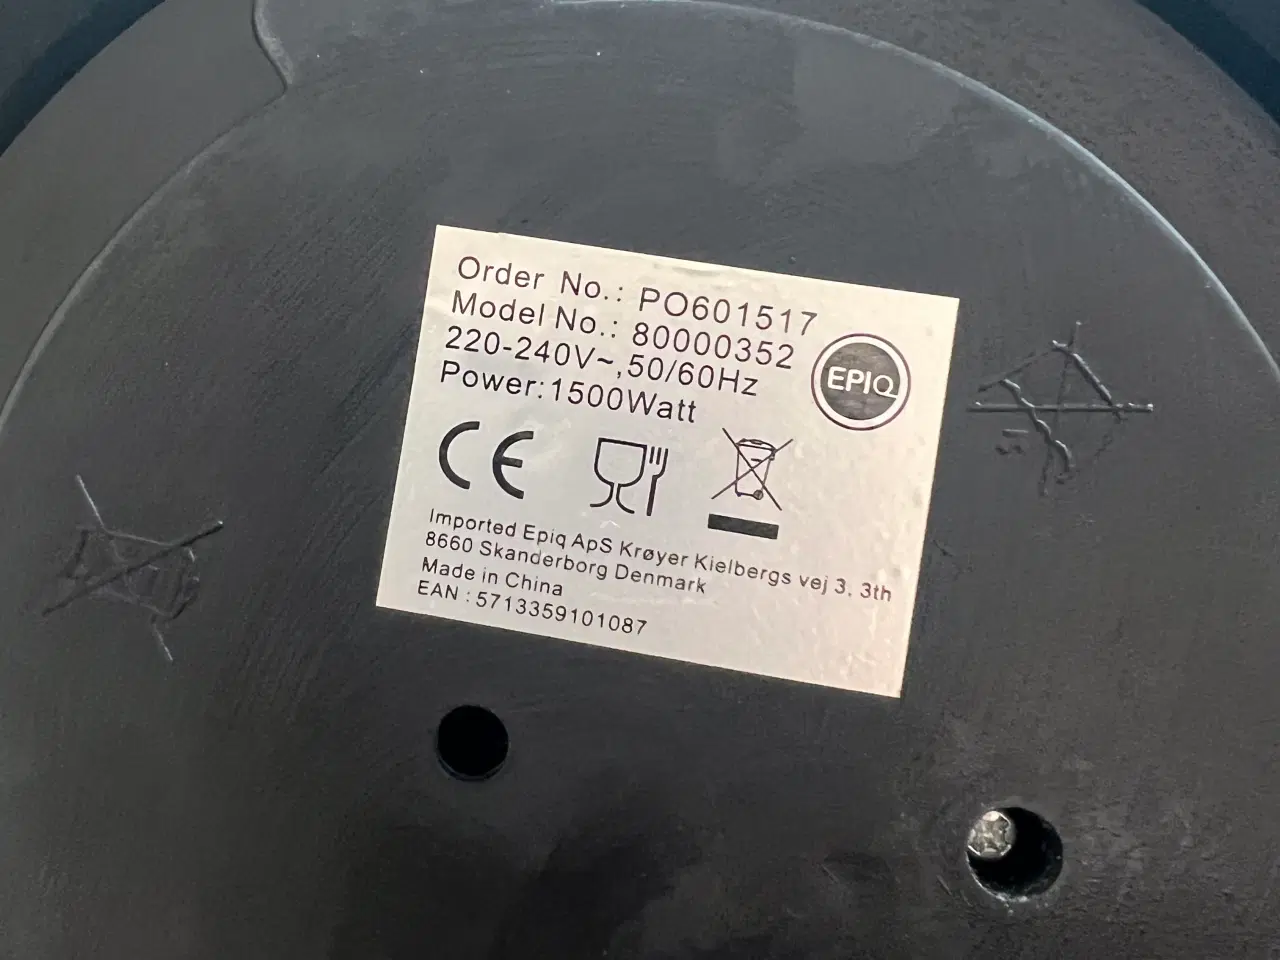 Order No.: PO601517
Model No.: 80000352
220-240V~,50/60Hz
Power:1500Watt
EPIQ
CE
Imported Epiq ApS Krøyer Kielbergs vej 3. 3th
8660 Skanderborg Denmark
Made in China
EAN : 5713359101087